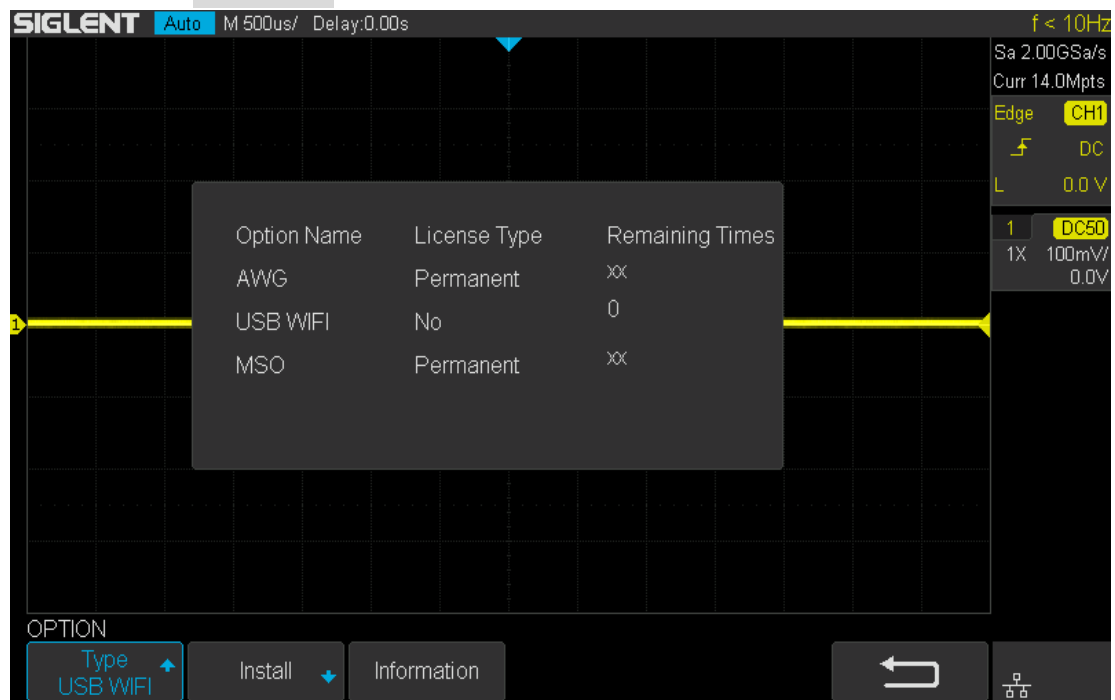 SIGLENT Auto M 500us/ Delay:0.00s f < 10Hz
Sa 2.00GSa/s
Curr 14.0Mpts
Edge CH1
DC
L 0.0 V
1 DC50
1X 100mV/
0.0V
1
Option Name License Type Remaining Times
AWG Permanent xx
USB WIFI No 0
MSO Permanent xx
OPTION
Type
USB WIFI
Install
Information